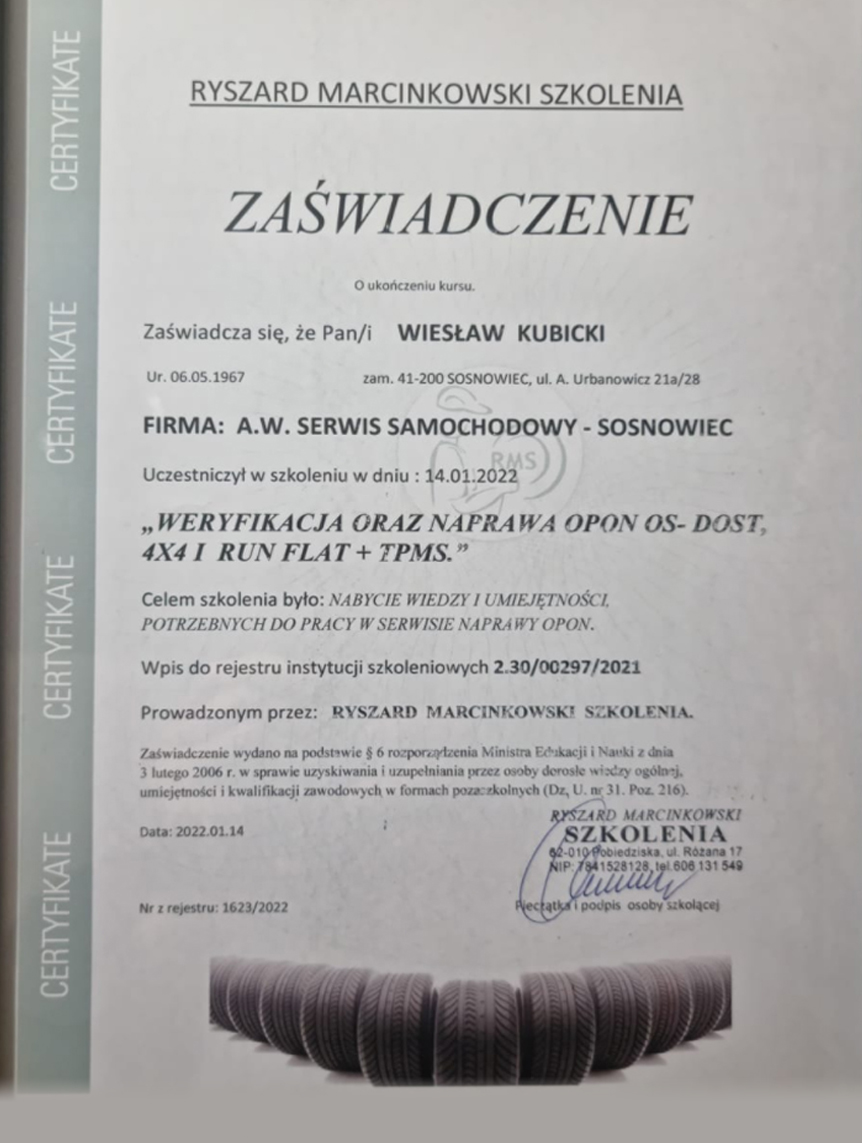 CERTYFIKATE
CERTYFIKATE
CERTYFIKATE
CERTYFIKATE
RYSZARD MARCINKOWSKI SZKOLENIA
ZAŚWIADCZENIE
O ukończeniu kursu.
Zaświadcza się, że Pan/i WIESŁAW KUBICKI
Ur. 06.05.1967 zam. 41-200 SOSNOWIEC, ul. A. Urbanowicz 21a/28
FIRMA: A.W. SERWIS SAMOCHODOWY - SOSNOWIEC
RMS
Uczestniczył w szkoleniu w dniu : 14.01.2022
„WERYFIKACJA ORAZ NAPRAWA OPON OS- DOST,
4X4 I RUN FLAT + TPMS.”
Celem szkolenia było: NABYCIE WIEDZY I UMIEJĘTNOŚCI,
POTRZEBNYCH DO PRACY W SERWISIE NAPRAWY OPON.
Wpis do rejestru instytucji szkoleniowych 2.30/00297/2021
Prowadzonym przez: RYSZARD MARCINKOWSKI SZKOLENIA.
Zaświadczenie wydano na podstawie § 6 rozporządzenia Ministra Edukacji i Nauki z dnia
3 lutego 2006 r. w sprawie uzyskiwania i uzupełniania przez osoby dorosłe wiedzy ogólnej,
umiejętności i kwalifikacji zawodowych w formach pozaszkolnych (Dz, U. nr 31. Poz. 216).
Data: 2022.01.14
RYSZARD MARCINKOWSKI
SZKOLENIA
62-010 Pobiedziska, ul. Różana 17
NIP: 7841528128, tel. 606 131 549
Nr z rejestru: 1623/2022
Pieczątka i podpis osoby szkolącej